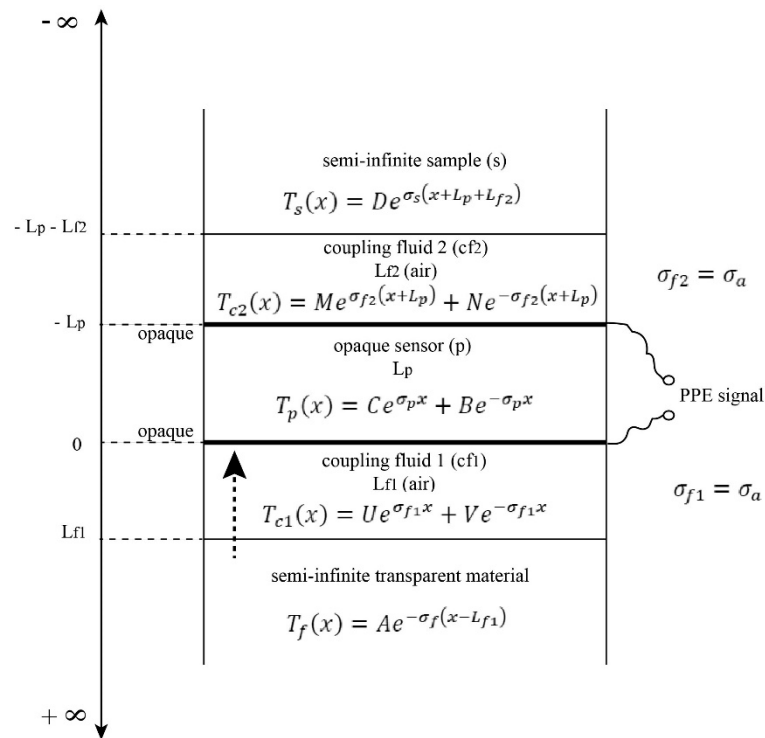 - ∞
semi-infinite sample (s)
T_s(x) = De^{σ_s(x+L_p+L_{f2})}
- Lp - Lf2
coupling fluid 2 (cf2)
Lf2 (air)
σ_{f2} = σ_a
T_{c2}(x) = Me^{σ_{f2}(x+L_p)} + Ne^{-σ_{f2}(x+L_p)}
- Lp
opaque
opaque sensor (p)
Lp
PPE signal
T_p(x) = Ce^{σ_p x} + Be^{-σ_p x}
opaque
0
coupling fluid 1 (cf1)
Lf1 (air)
σ_{f1} = σ_a
T_{c1}(x) = Ue^{σ_{f1}x} + Ve^{-σ_{f1}x}
Lf1
semi-infinite transparent material
T_f(x) = Ae^{-σ_f(x-L_{f1})}
+ ∞